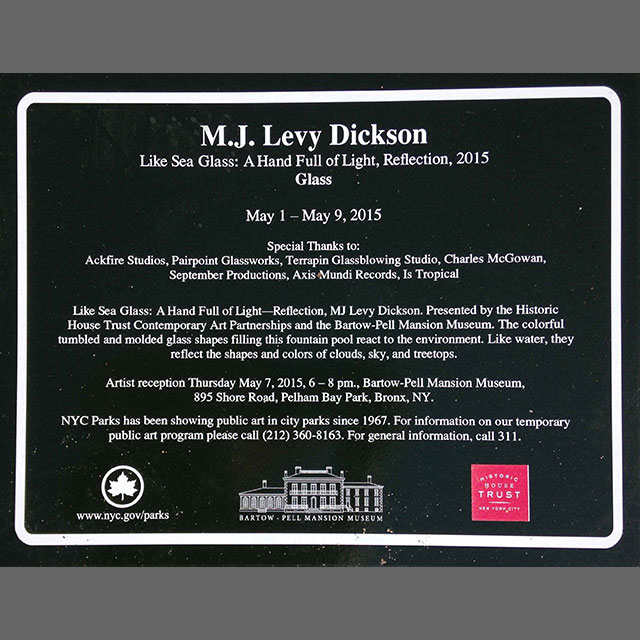 M.J. Levy Dickson
Like Sea Glass: A Hand Full of Light, Reflection, 2015
Glass
May 1 – May 9, 2015
Special Thanks to:
Ackfire Studios, Pairpoint Glassworks, Terrapin Glassblowing Studio, Charles McGowan,
September Productions, Axis Mundi Records, Is Tropical
Like Sea Glass: A Hand Full of Light—Reflection, MJ Levy Dickson. Presented by the Historic
House Trust Contemporary Art Partnerships and the Bartow-Pell Mansion Museum. The colorful
tumbled and molded glass shapes filling this fountain pool react to the environment. Like water, they
reflect the shapes and colors of clouds, sky, and treetops.
Artist reception Thursday May 7, 2015, 6 – 8 pm., Bartow-Pell Mansion Museum,
895 Shore Road, Pelham Bay Park, Bronx, NY.
NYC Parks has been showing public art in city parks since 1967. For information on our temporary
public art program please call (212) 360-8163. For general information, call 311.
www.nyc.gov/parks
BARTOW - PELL MANSION MUSEUM
HISTORIC
HOUSE
TRUST
NEW YORK CITY